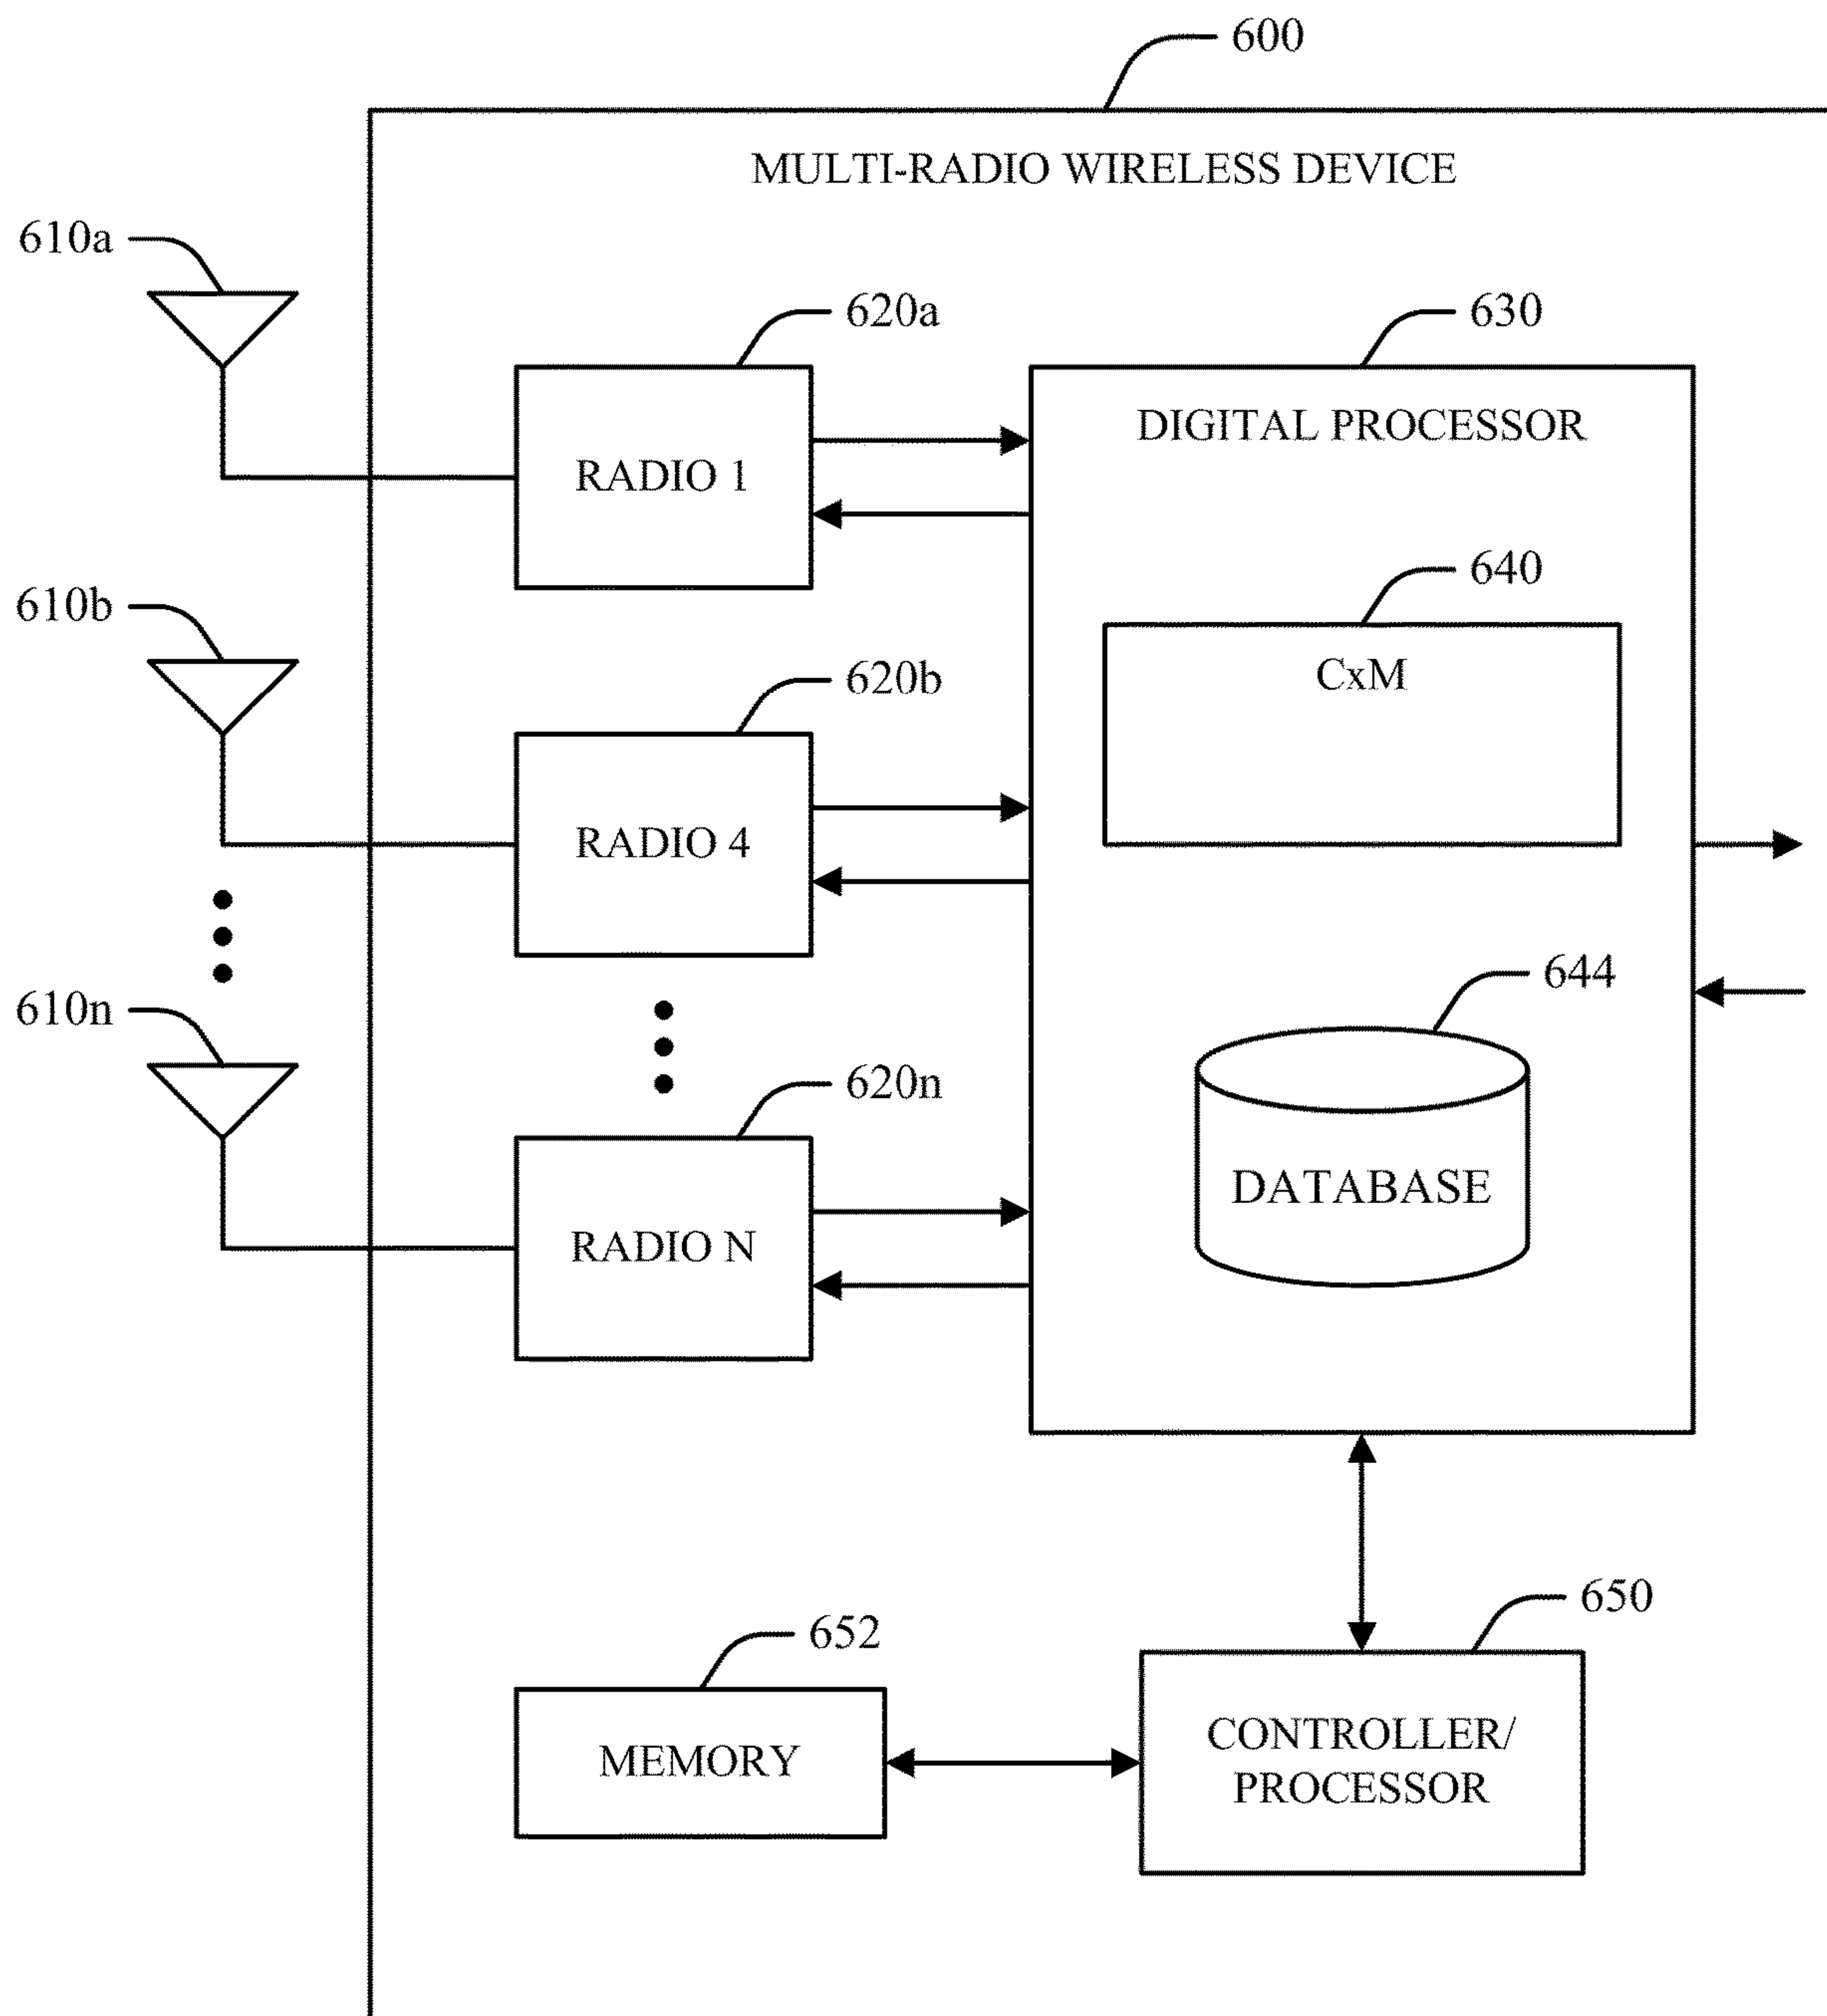 600
MULTI-RADIO WIRELESS DEVICE
610a
620a
630
DIGITAL PROCESSOR
RADIO 1
640
610b
CxM
620b
RADIO 4
644
610n
620n
DATABASE
RADIO N
650
652
CONTROLLER/
PROCESSOR
MEMORY